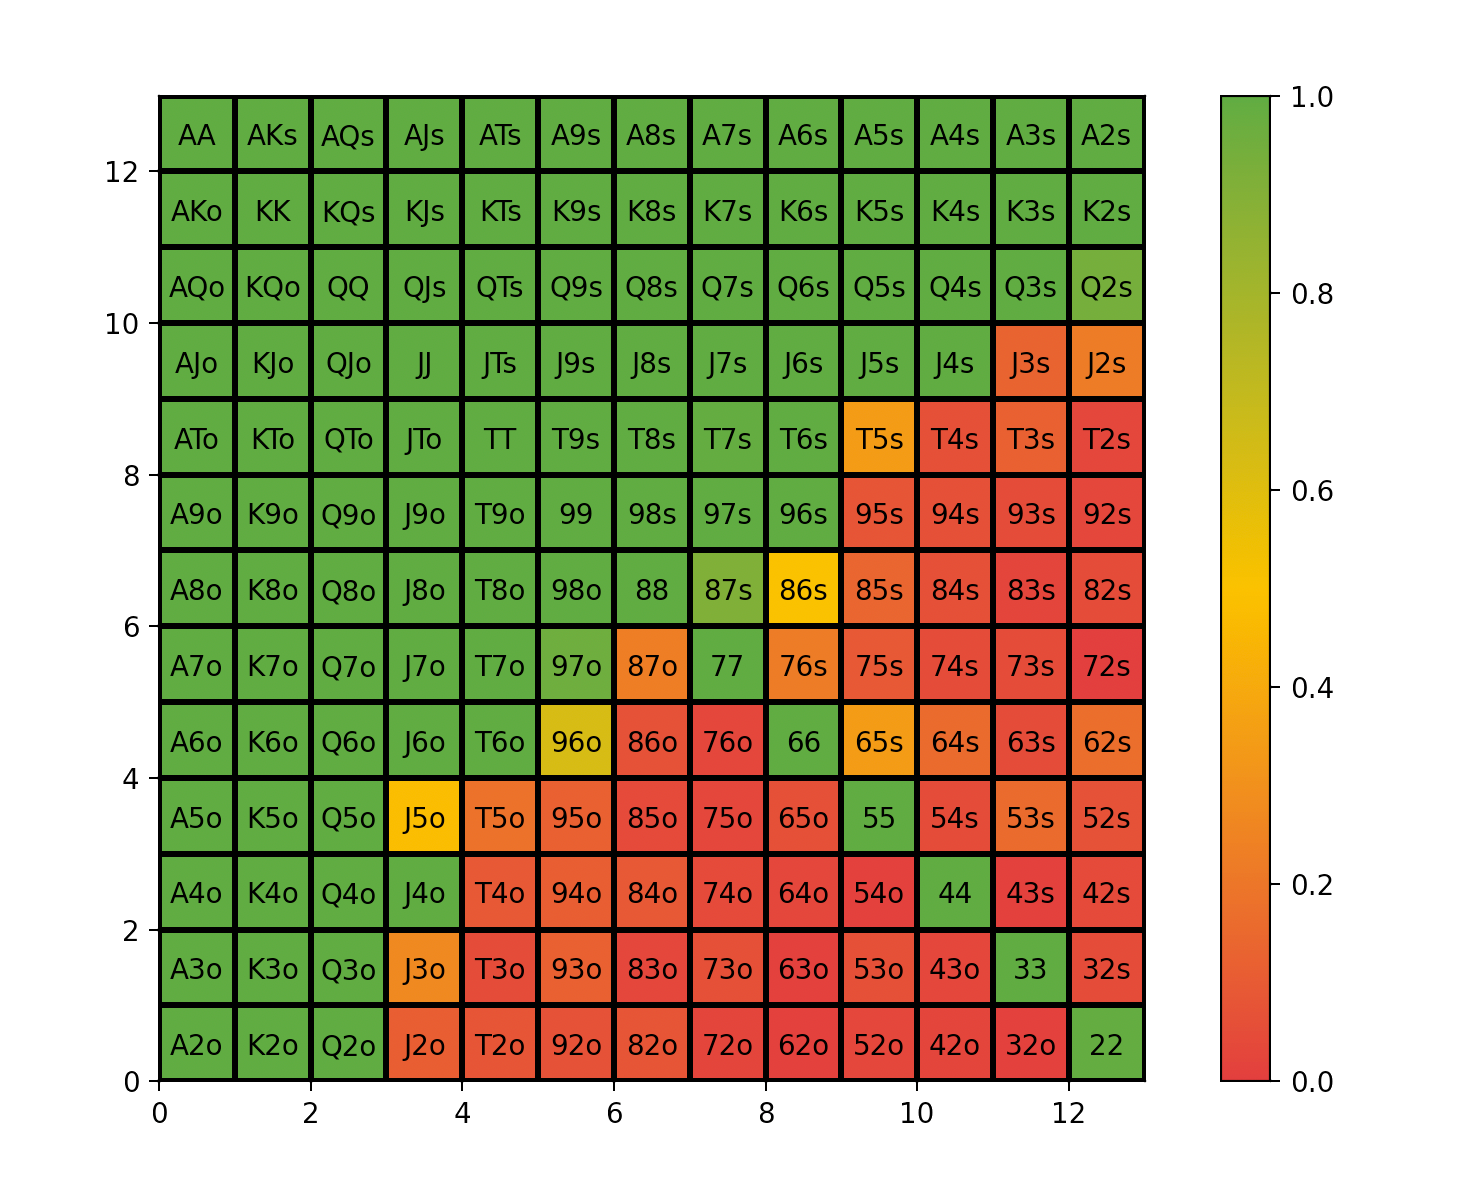 AA AKs AQs AJs ATs A9s A8s A7s A6s A5s A4s A3s A2s 1.0
12
AKo KK KQs KJs KTs K9s K8s K7s K6s K5s K4s K3s K2s
AQo KQo QQ QJs QTs Q9s Q8s Q7s Q6s Q5s Q4s Q3s Q2s 0.8
10
AJo KJo QJo JJ JTs J9s J8s J7s J6s J5s J4s J3s J2s
ATo KTo QTo JTo TT T9s T8s T7s T6s T5s T4s T3s T2s
8 0.6
A9o K9o Q9o J9o T9o 99 98s 97s 96s 95s 94s 93s 92s
A8o K8o Q8o J8o T8o 98o 88 87s 86s 85s 84s 83s 82s
6
A7o K7o Q7o J7o T7o 97o 87o 77 76s 75s 74s 73s 72s 0.4
A6o K6o Q6o J6o T6o 96o 86o 76o 66 65s 64s 63s 62s
4
A5o K5o Q5o J5o T5o 95o 85o 75o 65o 55 54s 53s 52s
A4o K4o Q4o J4o T4o 94o 84o 74o 64o 54o 44 43s 42s 0.2
2
A3o K3o Q3o J3o T3o 93o 83o 73o 63o 53o 43o 33 32s
A2o K2o Q2o J2o T2o 92o 82o 72o 62o 52o 42o 32o 22
0 0.0
0 2 4 6 8 10 12